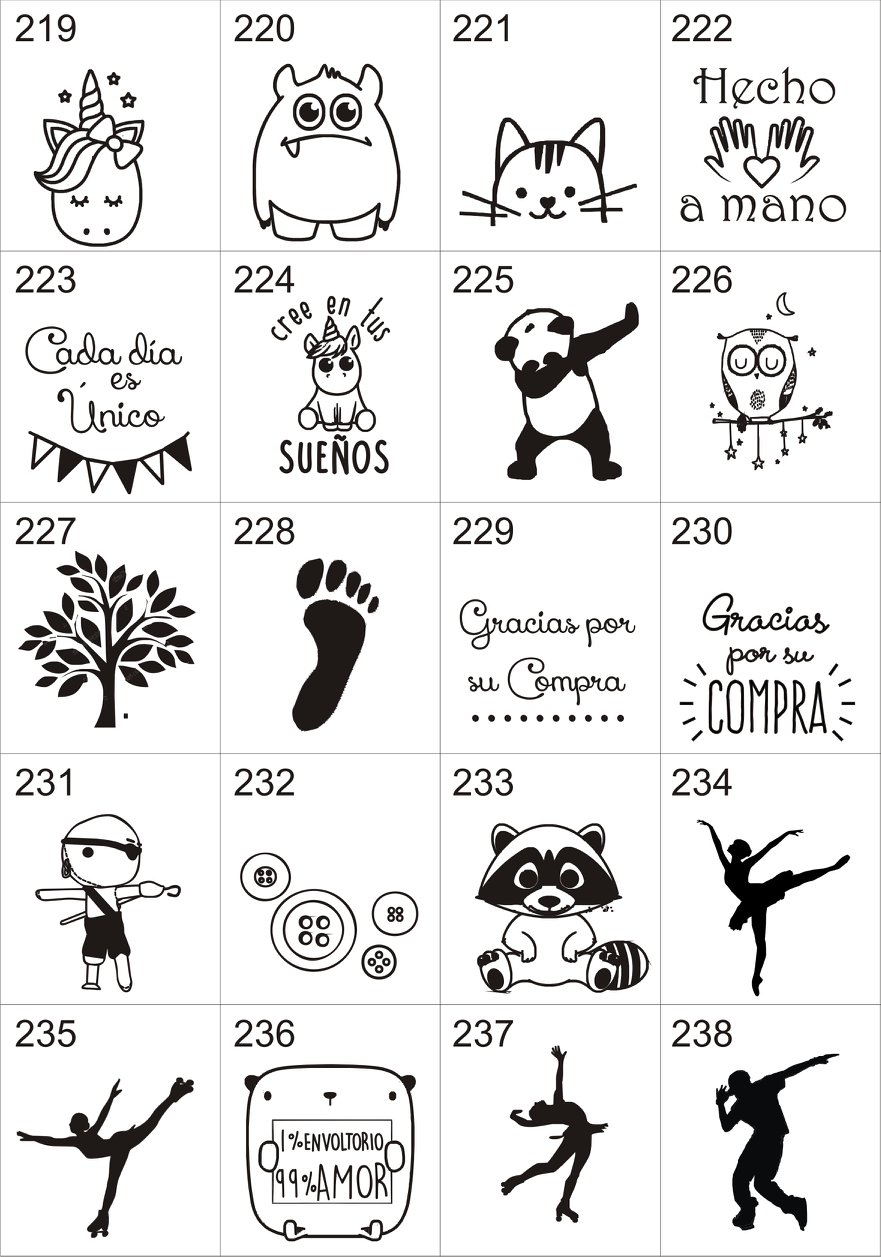 219
220
221
222
Hecho
a mano
223
Cada día
es
Único
224
cree en tus
SUEÑOS
225
226
227
228
229
Gracias por
su Compra
230
Gracias
por su
COMPRA
231
232
233
234
235
236
1% ENVOLTORIO
99% AMOR
237
238